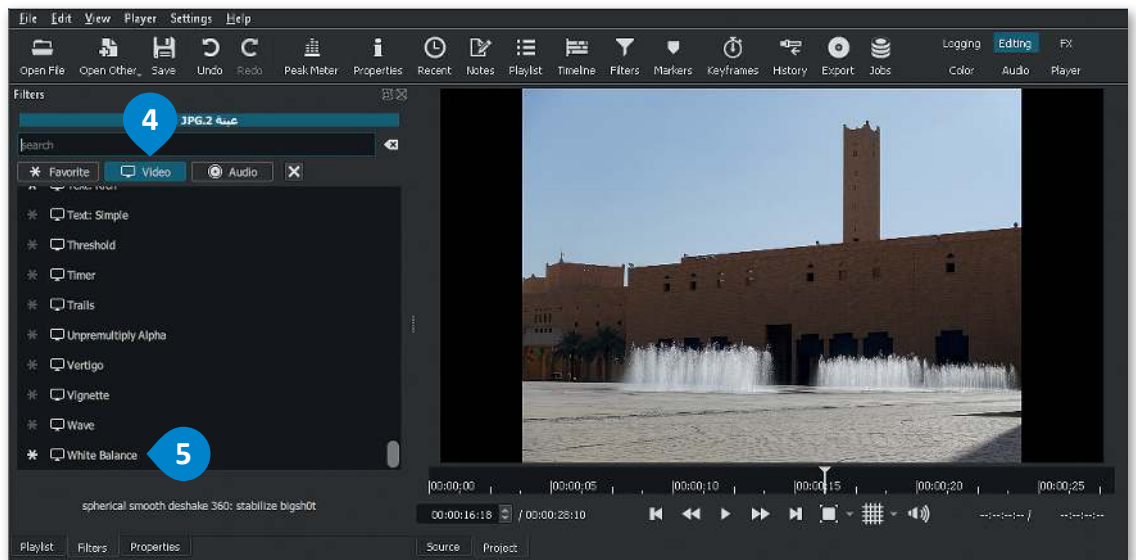 File Edit View Player Settings Help
Open File Open Other... Save Undo Redo Peak Meter Properties Recent Notes Playlist Timeline Filters Markers Keyframes History Export Jobs
Logging Editing FX
Color Audio Player
Filters
4
عينة 2.JPG
search
Favorite Video Audio
Text: Rich
Text: Simple
Threshold
Timer
Trails
Unpremultiply Alpha
Vertigo
Vignette
Wave
White Balance
5
spherical smooth deshake 360: stabilize bigsh0t
Playlist Filters Properties
00:00;00 00:00;05 00:00;10 00:00;15 00:00;20 00:00;25
00:00:16:18 / 00:00:28:10 --:--:--:-- / --:--:--:--
Source Project